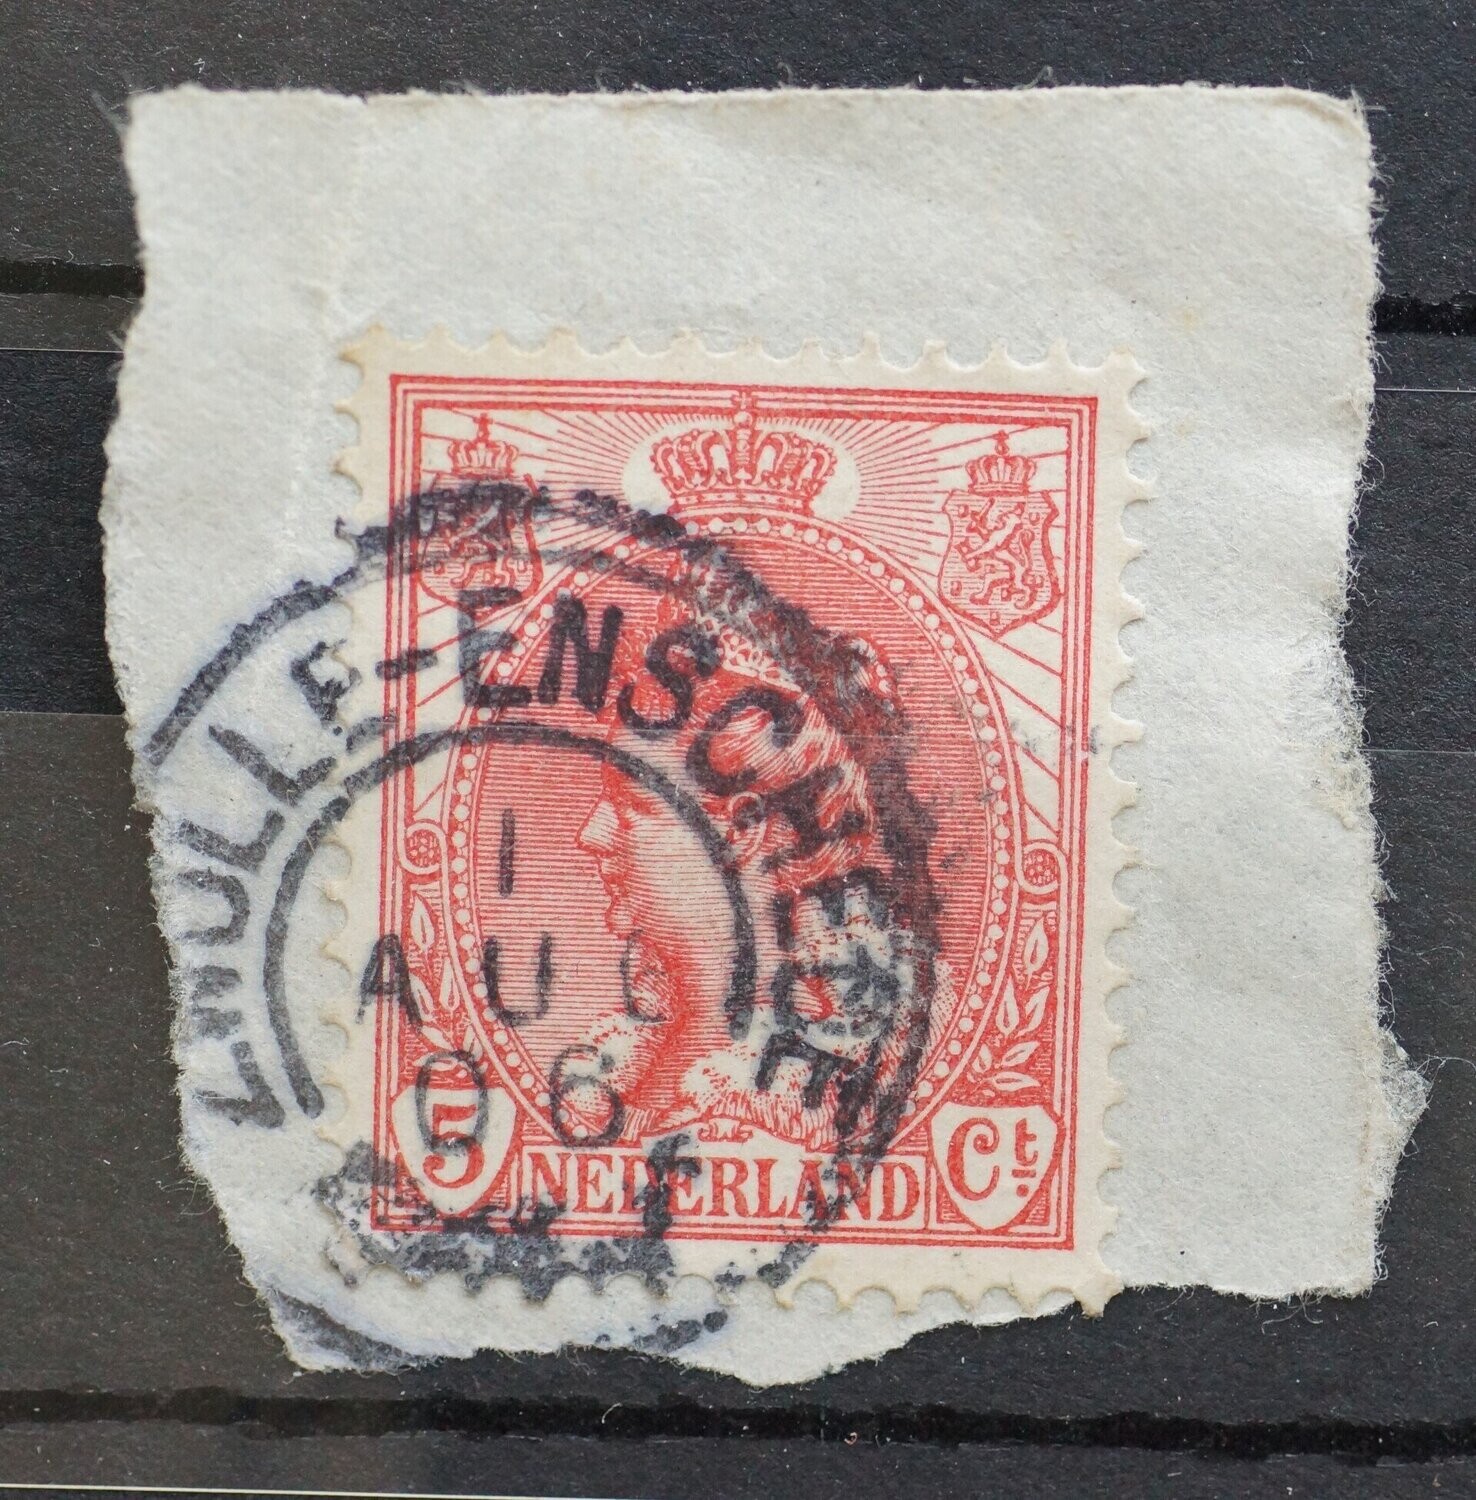 ZWOLLE-ENSCHEDE
1
AUG
06
5 NEDERLAND Ct.